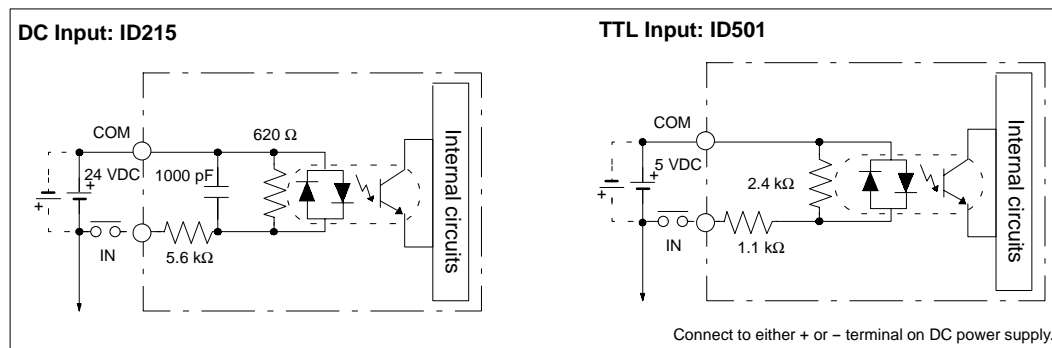 DC Input: ID215
COM
620 Ω
24 VDC
+
+
1000 pF
IN
5.6 kΩ
Internal circuits
TTL Input: ID501
COM
5 VDC
+
+
2.4 kΩ
IN
1.1 kΩ
Internal circuits
Connect to either + or – terminal on DC power supply.